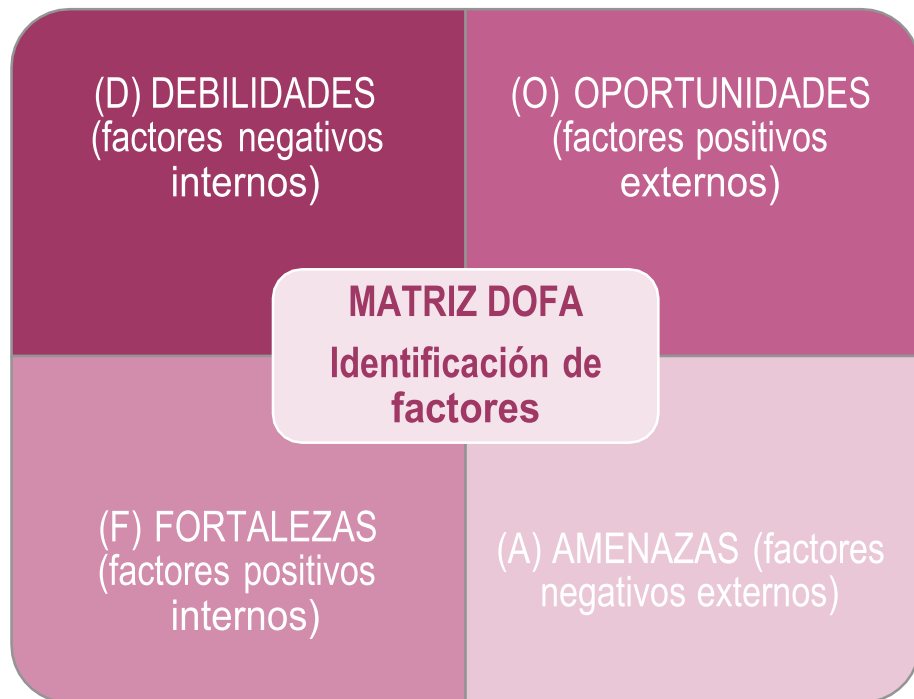 (D) DEBILIDADES
(factores negativos
internos)
(O) OPORTUNIDADES
(factores positivos
externos)
MATRIZ DOFA
Identificación de
factores
(F) FORTALEZAS
(factores positivos
internos)
(A) AMENAZAS (factores
negativos externos)